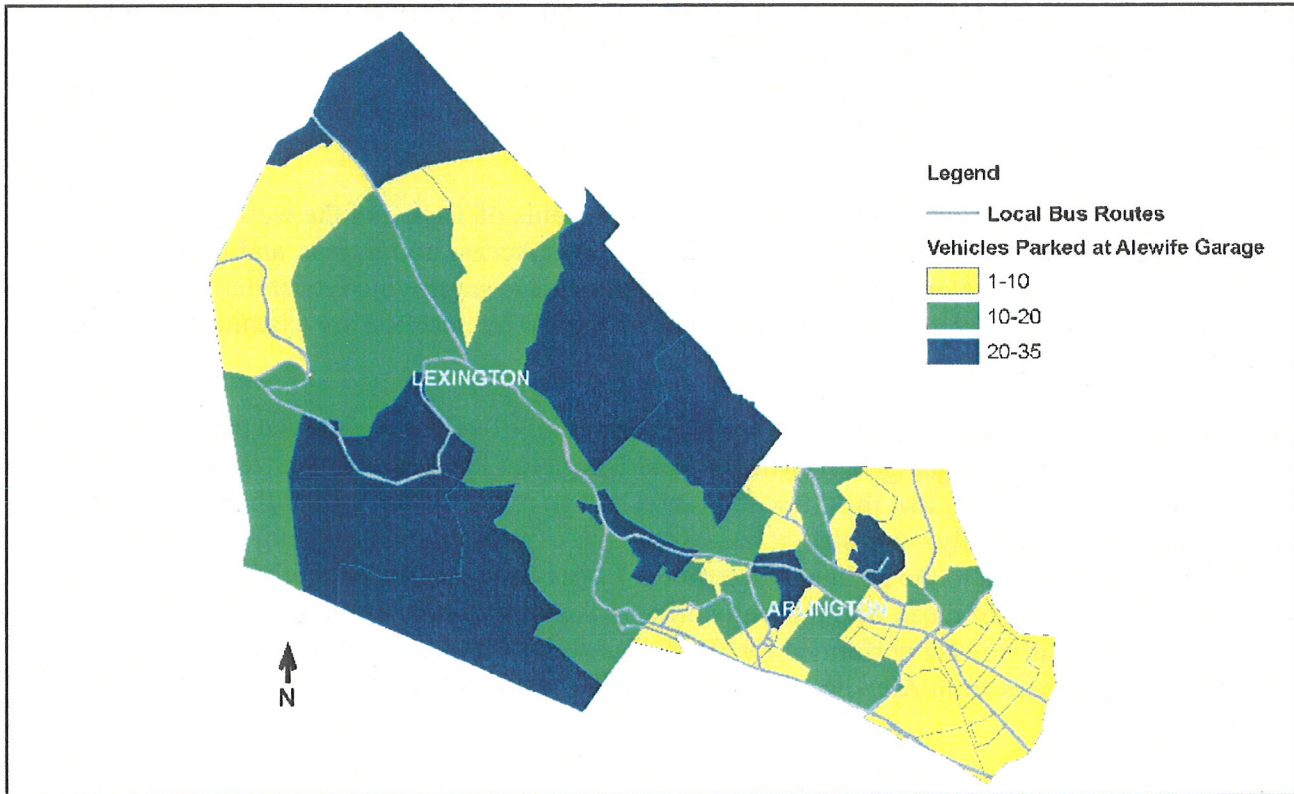 Legend
Local Bus Routes
Vehicles Parked at Alewife Garage
1-10
10-20
20-35
LEXINGTON
ARLINGTON
N